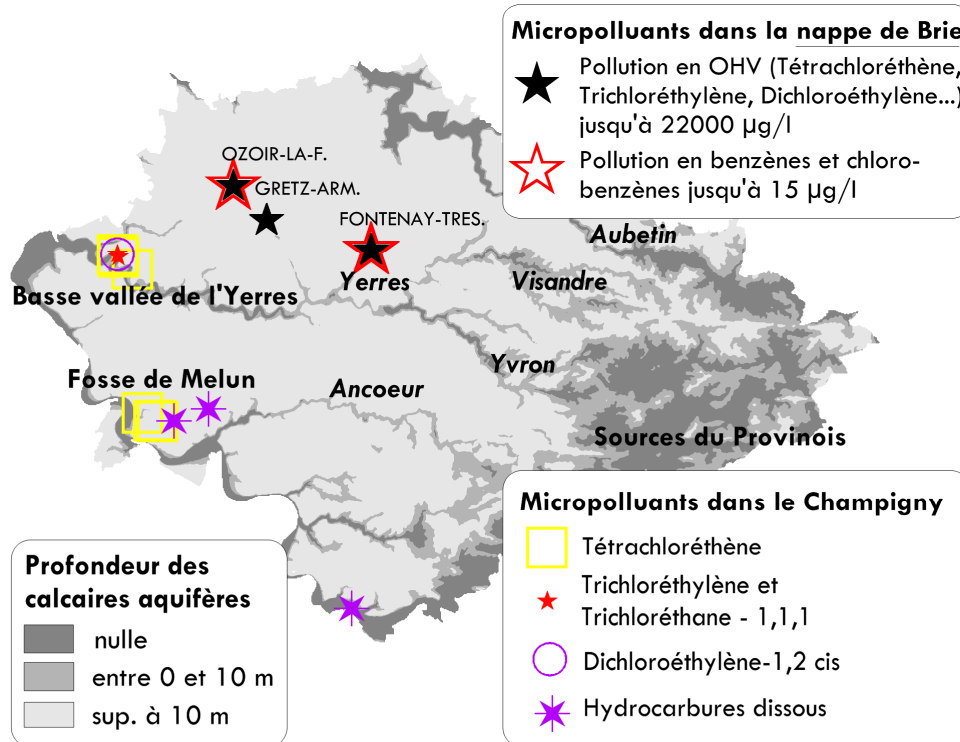 Micropolluants dans la nappe de Brie
Pollution en OHV (Tétrachloréthène,
Trichloréthylène, Dichloroéthylène...)
jusqu'à 22000 µg/l
Pollution en benzènes et chloro-
benzènes jusqu'à 15 µg/l
OZOIR-LA-F.
GRETZ-ARM.
FONTENAY-TRES.
Aubetin
Yerres
Visandre
Basse vallée de l'Yerres
Yvron
Fosse de Melun
Ancoeur
Sources du Provinois
Micropolluants dans le Champigny
Tétrachloréthène
Trichloréthylène et
Trichloréthane - 1,1,1
Dichloroéthylène-1,2 cis
Hydrocarbures dissous
Profondeur des
calcaires aquifères
nulle
entre 0 et 10 m
sup. à 10 m